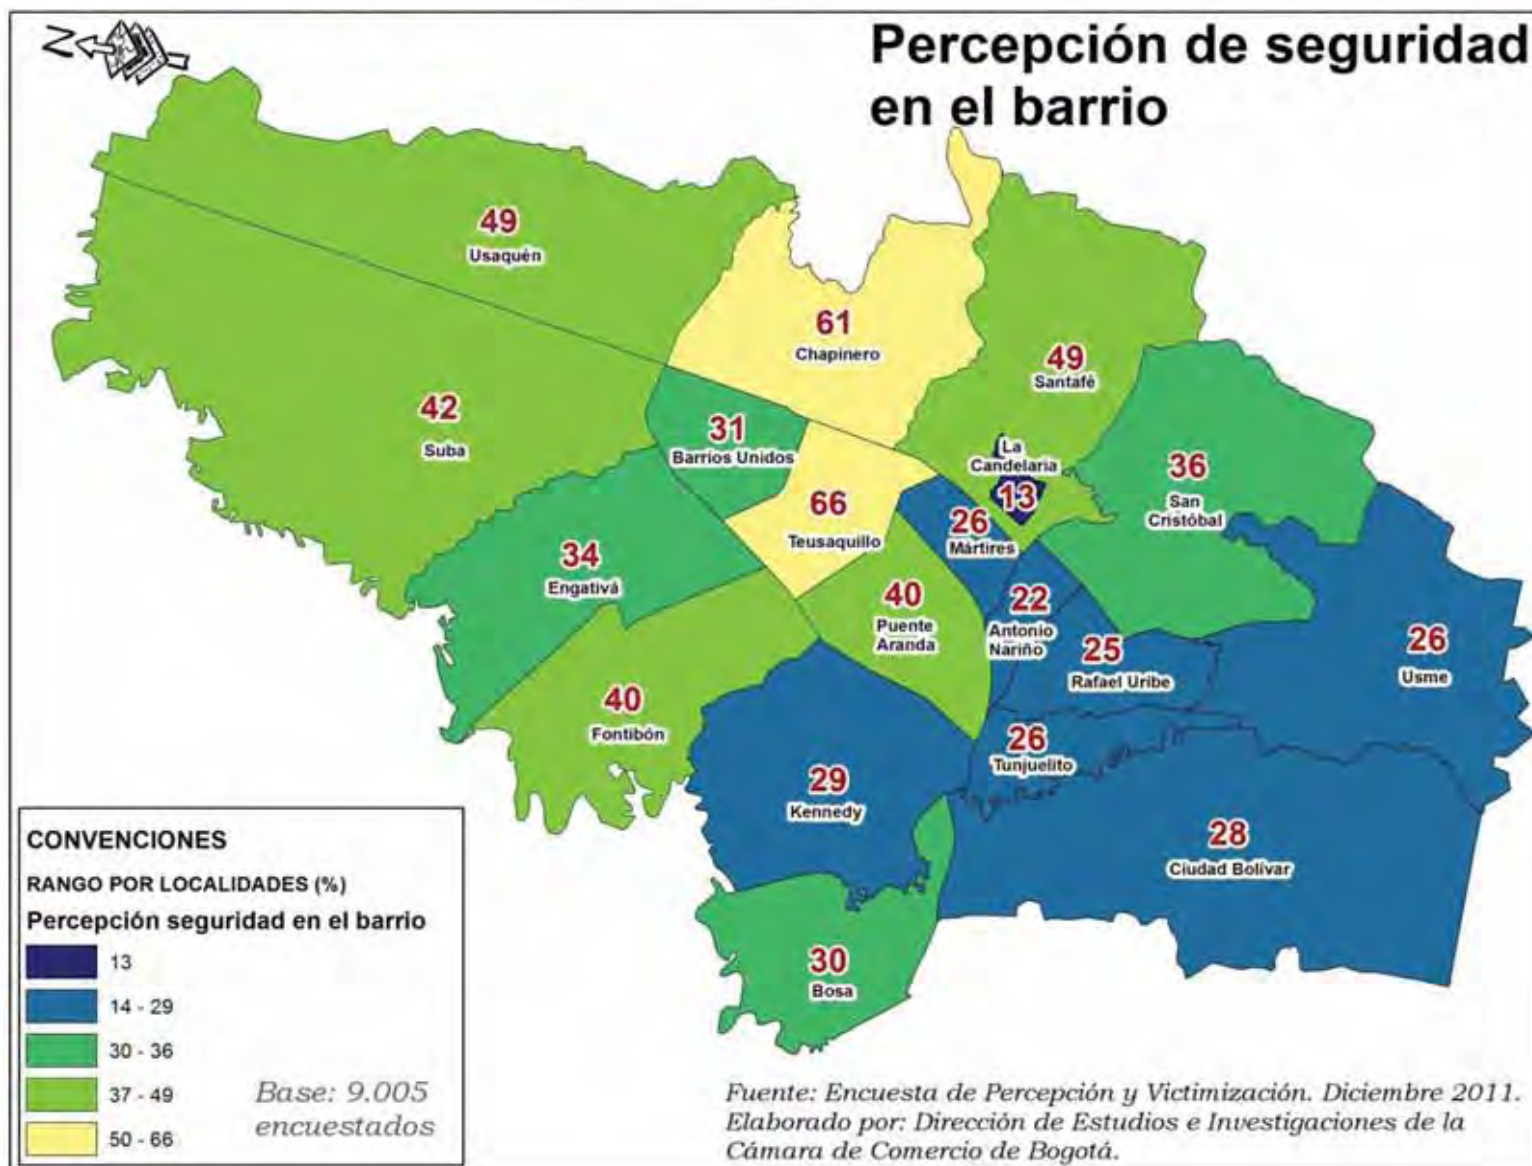 N
Percepción de seguridad
en el barrio
49
Usaquén
61
Chapinero
49
Santafé
42
Suba
31
Barrios Unidos
La
Candelaria
13
36
San
Cristóbal
66
Teusaquillo
26
Mártires
34
Engativá
40
Puente
Aranda
22
Antonio
Nariño
25
Rafael Uribe
26
Usme
40
Fontibón
26
Tunjuelito
29
Kennedy
28
Ciudad Bolívar
30
Bosa
CONVENCIONES
RANGO POR LOCALIDADES (%)
Percepción seguridad en el barrio
13
14 - 29
30 - 36
37 - 49
50 - 66
Base: 9.005
encuestados
Fuente: Encuesta de Percepción y Victimización. Diciembre 2011.
Elaborado por: Dirección de Estudios e Investigaciones de la
Cámara de Comercio de Bogotá.